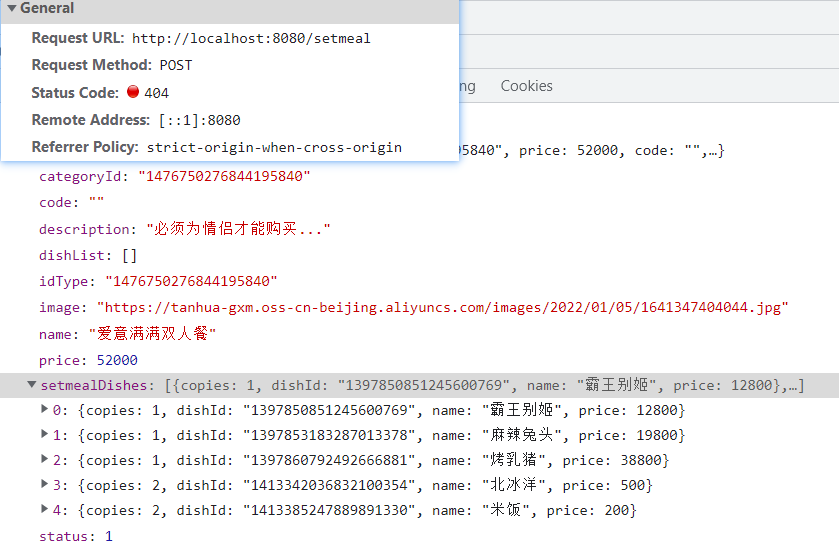 General
Request URL: http://localhost:8080/setmeal
Request Method: POST
Status Code: 404
Remote Address: [::1]:8080
Referrer Policy: strict-origin-when-cross-origin
ng Cookies
5840", price: 52000, code: "",…}
categoryId: "1476750276844195840"
code: ""
description: "必须为情侣才能购买..."
dishList: []
idType: "1476750276844195840"
image: "https://tanhua-gxm.oss-cn-beijing.aliyuncs.com/images/2022/01/05/1641347404044.jpg"
name: "爱意满满双人餐"
price: 52000
setmealDishes: [{copies: 1, dishId: "1397850851245600769", name: "霸王别姬", price: 12800},…]
0: {copies: 1, dishId: "1397850851245600769", name: "霸王别姬", price: 12800}
1: {copies: 1, dishId: "1397853183287013378", name: "麻辣兔头", price: 19800}
2: {copies: 1, dishId: "1397860792492666881", name: "烤乳猪", price: 38800}
3: {copies: 2, dishId: "1413342036832100354", name: "北冰洋", price: 500}
4: {copies: 2, dishId: "1413385247889891330", name: "米饭", price: 200}
status: 1